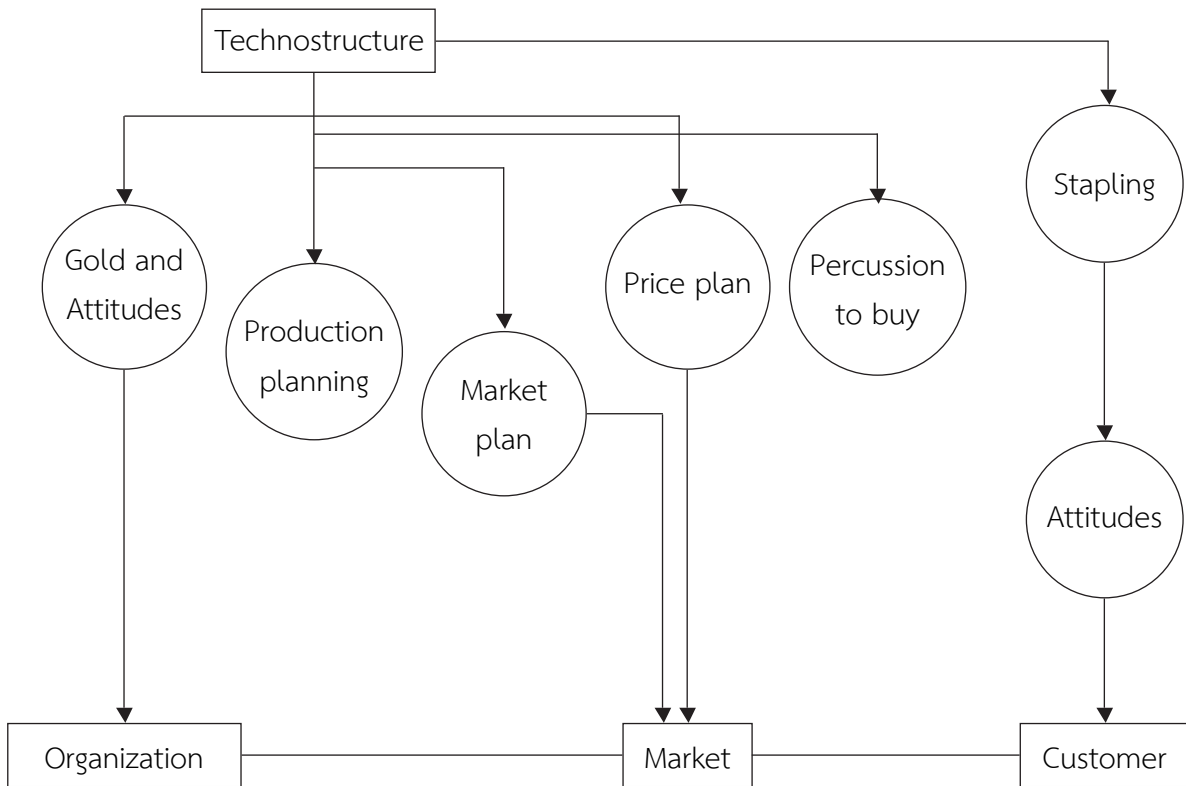 Technostructure
Stapling
Gold and
Attitudes
Production
planning
Market
plan
Price plan
Percussion
to buy
Attitudes
Organization
Market
Customer